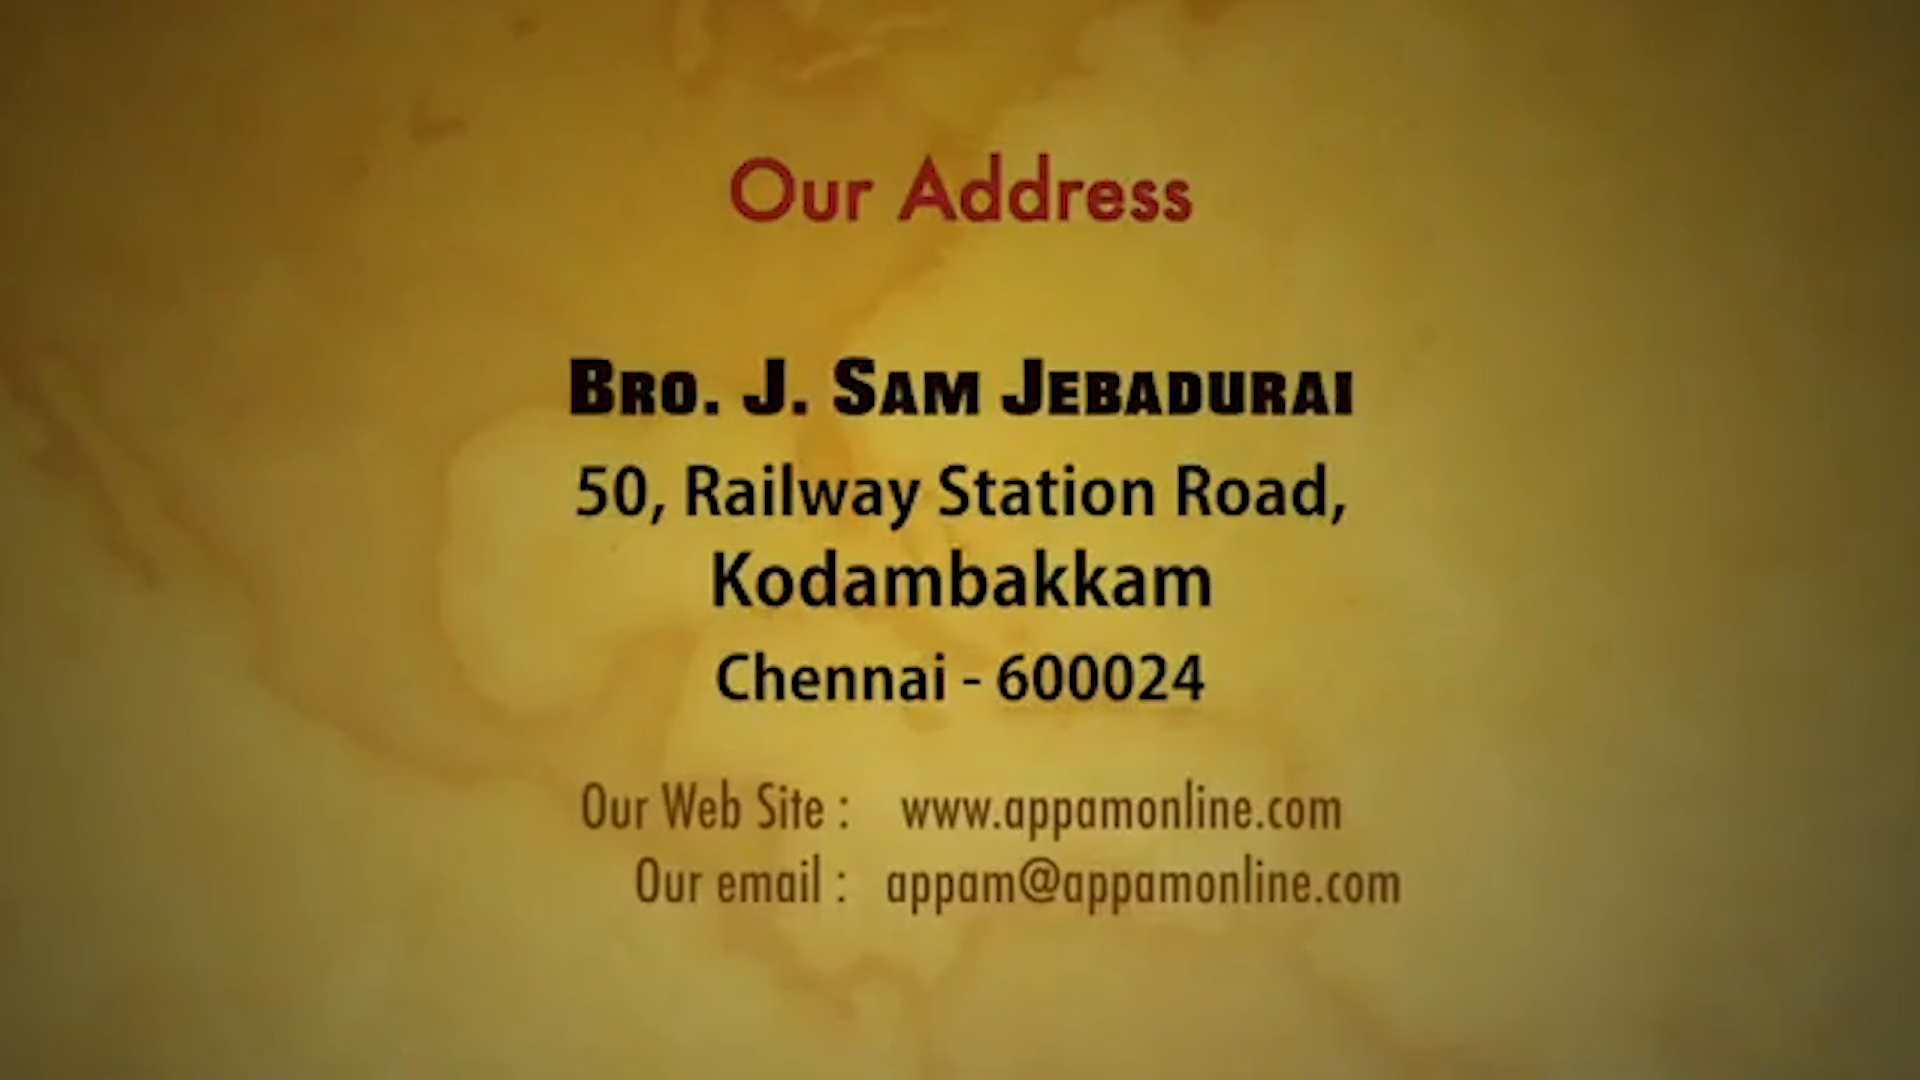 Our Address
BRO. J. SAM JEBADURAI
50, Railway Station Road,
Kodambakkam
Chennai - 600024
Our Web Site : www.appamonline.com
Our email : appam@appamonline.com